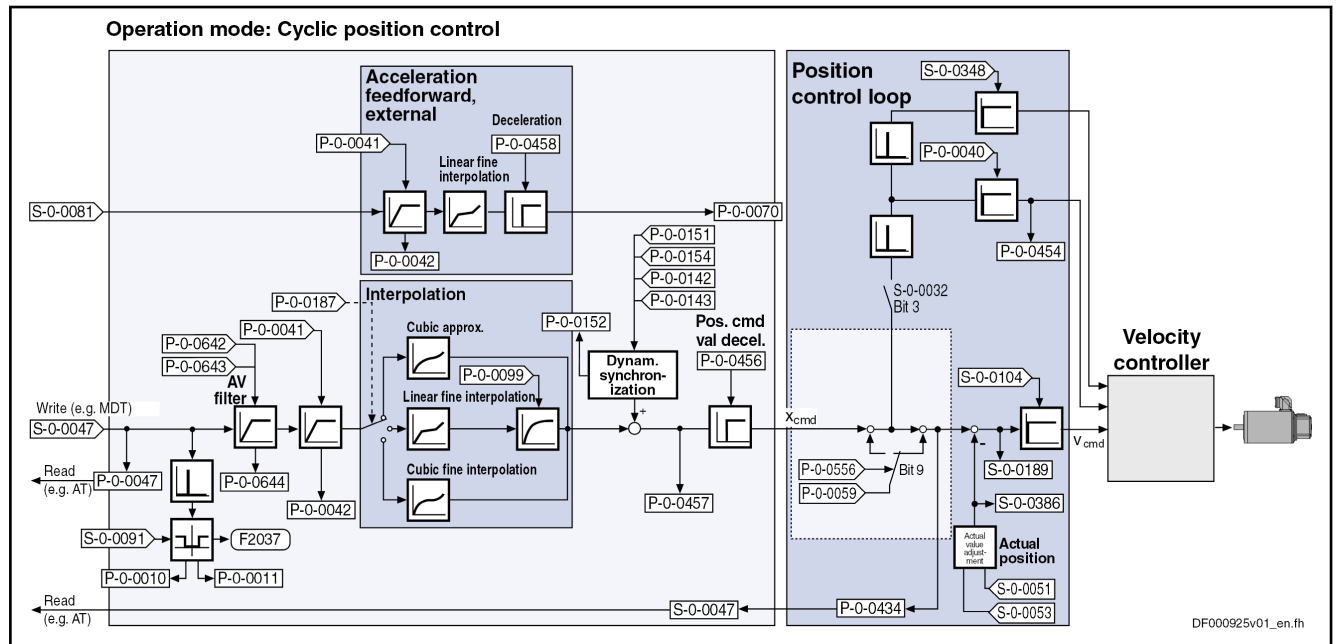 Operation mode: Cyclic position control
Acceleration
feedforward,
external
Deceleration
P-0-0041
P-0-0458
Linear fine
interpolation
S-0-0081
P-0-0070
P-0-0042
P-0-0151
P-0-0154
P-0-0142
P-0-0143
P-0-0187
Interpolation
P-0-0041
P-0-0642
P-0-0643
AV
filter
Cubic approx.
P-0-0152
P-0-0099
Linear fine interpolation
Cubic fine interpolation
Dynam.
synchron-
ization
+
Pos. cmd
val decel.
P-0-0456
Write (e.g. MDT)
S-0-0047
Read
(e.g. AT)
P-0-0047
P-0-0644
P-0-0042
P-0-0457
S-0-0091
F2037
P-0-0010
P-0-0011
Read
(e.g. AT)
S-0-0047
P-0-0434
Position
control loop
S-0-0348
P-0-0040
P-0-0454
S-0-0032
Bit 3
xcmd
P-0-0556
P-0-0059
Bit 9
-
S-0-0104
S-0-0189
vcmd
S-0-0386
Actual
value
adjust-
ment
Actual
position
S-0-0051
S-0-0053
Velocity
controller
DF000925v01_en.fh